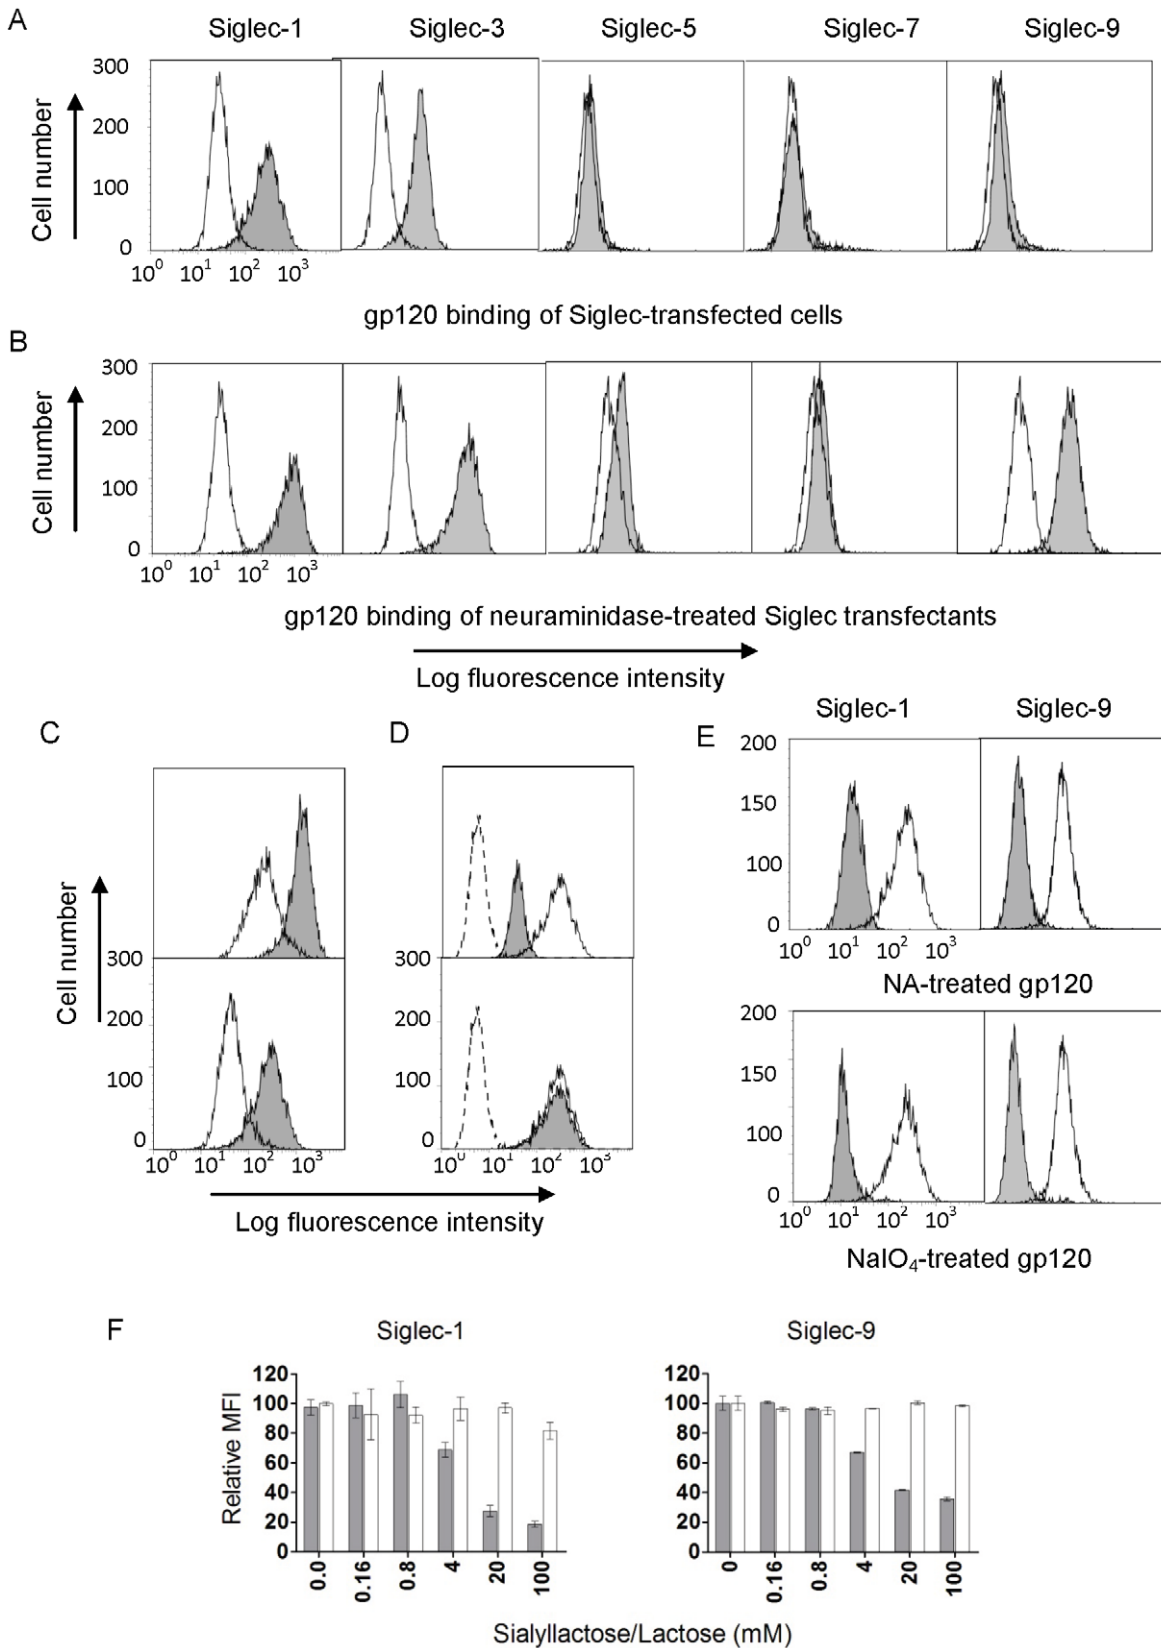 A
Siglec-1 Siglec-3 Siglec-5 Siglec-7 Siglec-9
Cell number
300
200
100
0
10⁰ 10¹ 10² 10³
gp120 binding of Siglec-transfected cells
B
Cell number
300
200
100
0
10⁰ 10¹ 10² 10³
gp120 binding of neuraminidase-treated Siglec transfectants
Log fluorescence intensity
C
Cell number
300
200
100
0
10⁰ 10¹ 10² 10³
D
300
200
100
0
10⁰ 10¹ 10² 10³
Log fluorescence intensity
E
Siglec-1 Siglec-9
200
150
100
0
10⁰ 10¹ 10² 10³
NA-treated gp120
200
150
100
0
10⁰ 10¹ 10² 10³
NaIO₄-treated gp120
F
Siglec-1
Relative MFI
120
100
80
60
40
20
0
0.0 0.16 0.8 4 20 100
Siglec-9
120
100
80
60
40
20
0
0 0.16 0.8 4 20 100
Sialyllactose/Lactose (mM)